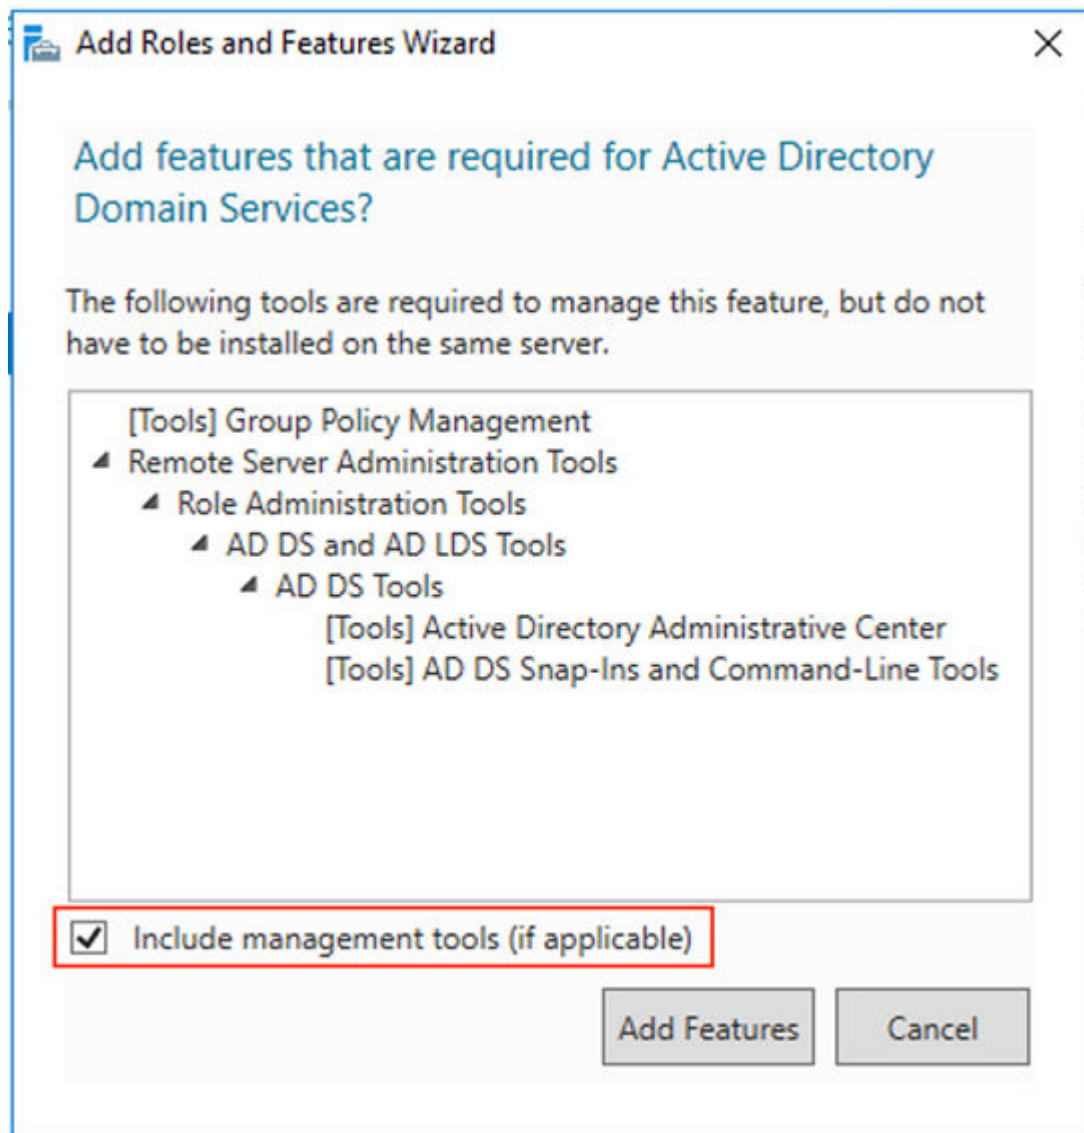 Add Roles and Features Wizard
Add features that are required for Active Directory
Domain Services?
The following tools are required to manage this feature, but do not
have to be installed on the same server.
[Tools] Group Policy Management
Remote Server Administration Tools
Role Administration Tools
AD DS and AD LDS Tools
AD DS Tools
[Tools] Active Directory Administrative Center
[Tools] AD DS Snap-Ins and Command-Line Tools
Include management tools (if applicable)
Add Features
Cancel